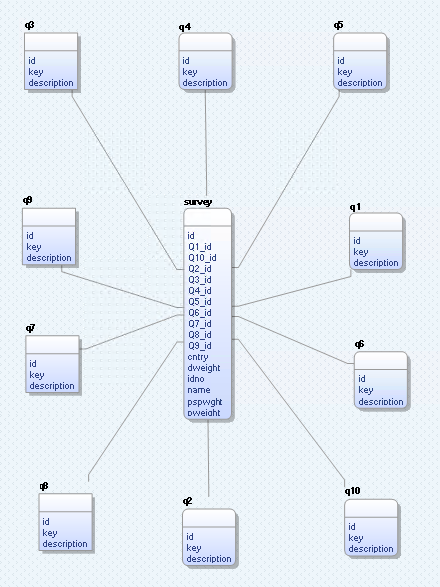 q3
id
key
description
q4
id
key
description
q5
id
key
description
q9
id
key
description
survey
id
Q1_id
Q10_id
Q2_id
Q3_id
Q4_id
Q5_id
Q6_id
Q7_id
Q8_id
Q9_id
cntry
dweight
idno
name
pspwght
pweight
q1
id
key
description
q7
id
key
description
q6
id
key
description
q8
id
key
description
q2
id
key
description
q10
id
key
description